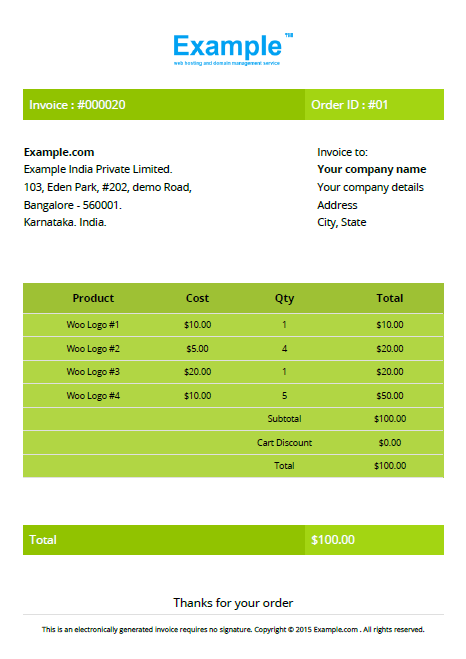 Example™
web hosting and domain management service
Invoice : #000020 Order ID : #01
Example.com
Example India Private Limited.
103, Eden Park, #202, demo Road,
Bangalore - 560001.
Karnataka. India.
Invoice to:
Your company name
Your company details
Address
City, State
Product Cost Qty Total
Woo Logo #1 $10.00 1 $10.00
Woo Logo #2 $5.00 4 $20.00
Woo Logo #3 $20.00 1 $20.00
Woo Logo #4 $10.00 5 $50.00
Subtotal $100.00
Cart Discount $0.00
Total $100.00
Total $100.00
Thanks for your order
This is an electronically generated invoice requires no signature. Copyright © 2015 Example.com . All rights reserved.